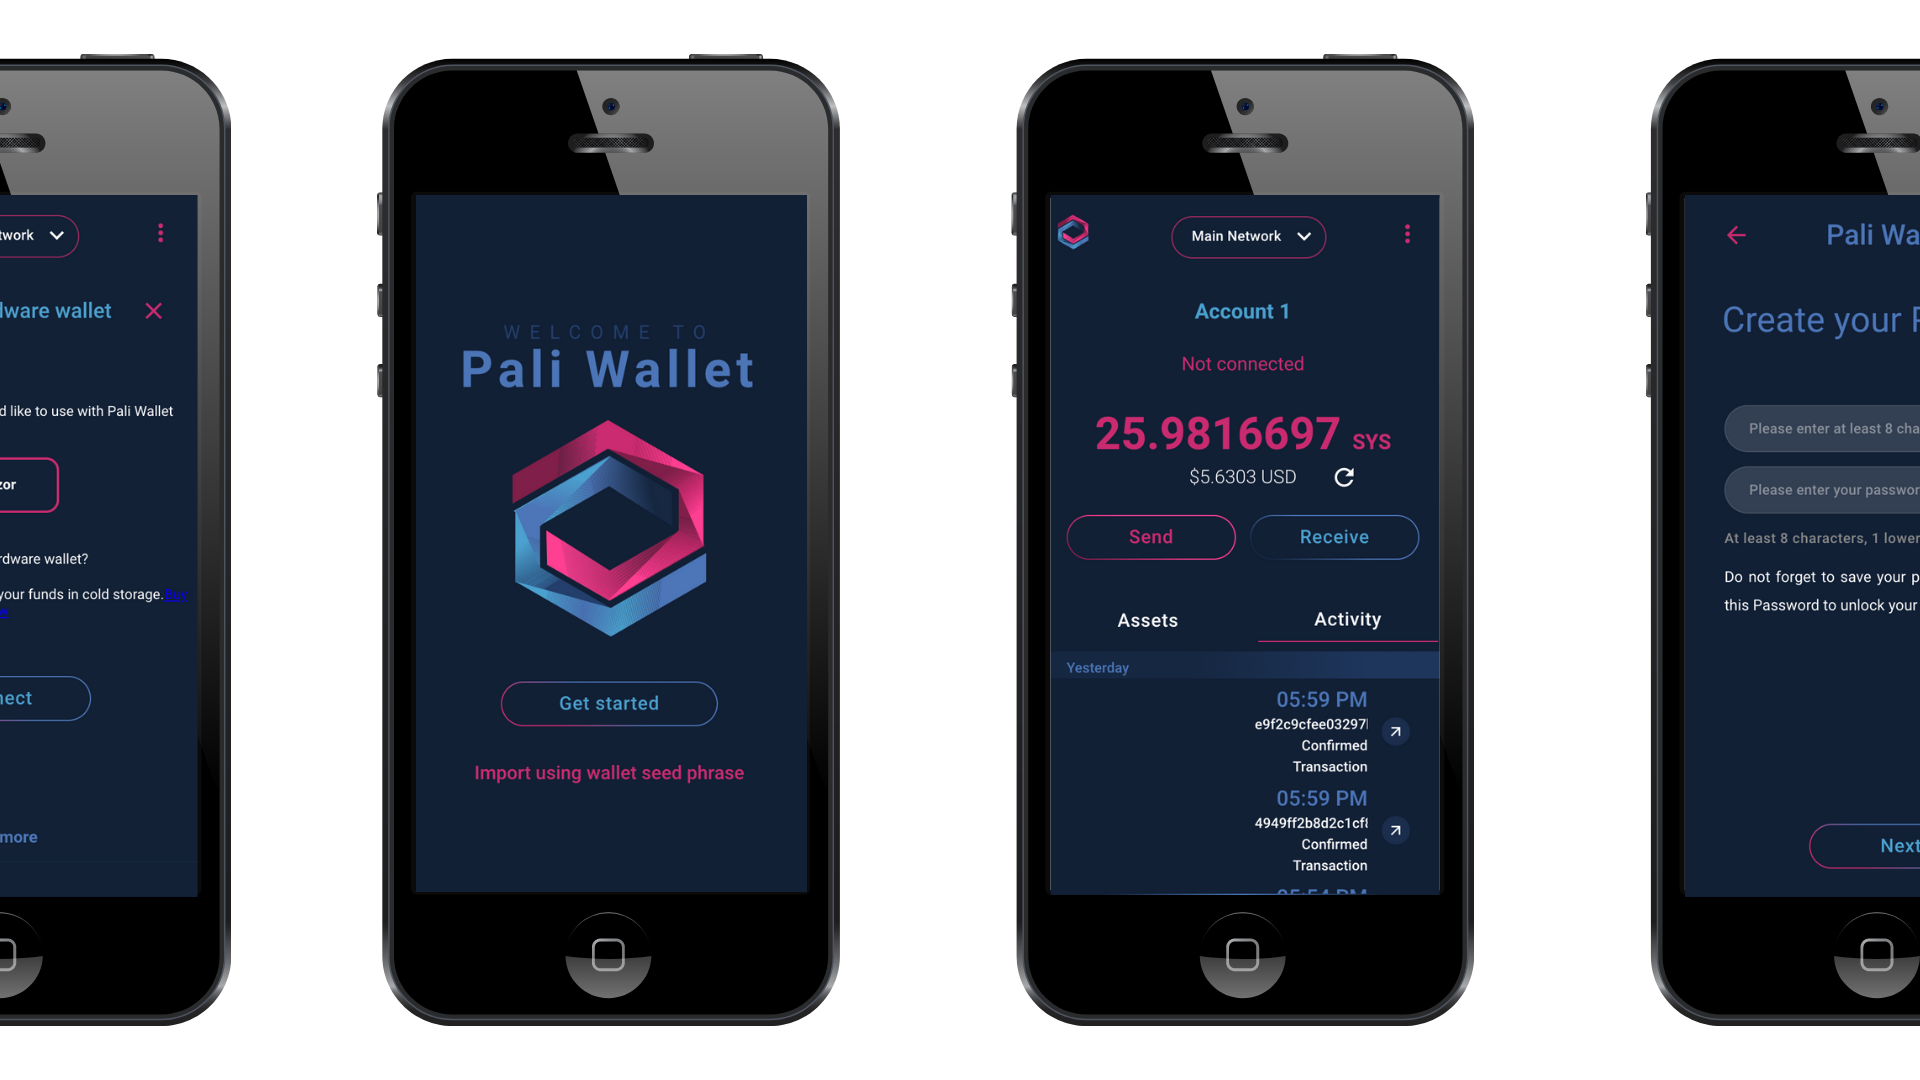 twork
dware wallet
d like to use with Pali Wallet
zor
rdware wallet?
your funds in cold storage.Buy
nect
more
WELCOME TO
Pali Wallet
Get started
Import using wallet seed phrase
Main Network
Account 1
Not connected
25.9816697 SYS
$5.6303 USD
Send
Receive
Assets
Activity
Yesterday
05:59 PM
e9f2c9cfee03297
Confirmed
Transaction
05:59 PM
4949ff2b8d2c1cf
Confirmed
Transaction
05:54 PM
Pali Wa
Create your P
Please enter at least 8 cha
Please enter your passwor
At least 8 characters, 1 lower
Do not forget to save your p
this Password to unlock your
Next